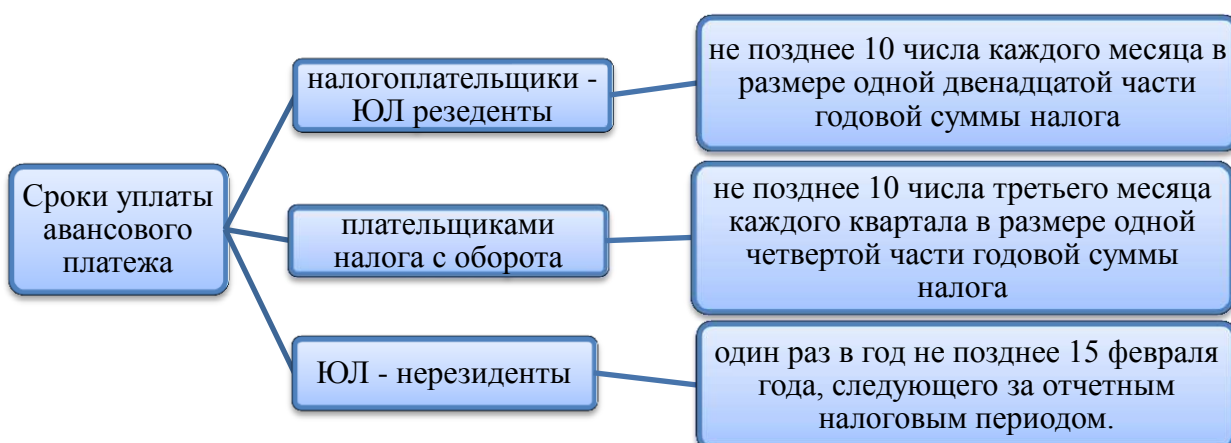 Сроки уплаты
авансового
платежа
налогоплательщики -
ЮЛ резеденты
не позднее 10 числа каждого месяца в
размере одной двенадцатой части
годовой суммы налога
плательщиками
налога с оборота
не позднее 10 числа третьего месяца
каждого квартала в размере одной
четвертой части годовой суммы
налога
ЮЛ - нерезиденты
один раз в год не позднее 15 февраля
года, следующего за отчетным
налоговым периодом.